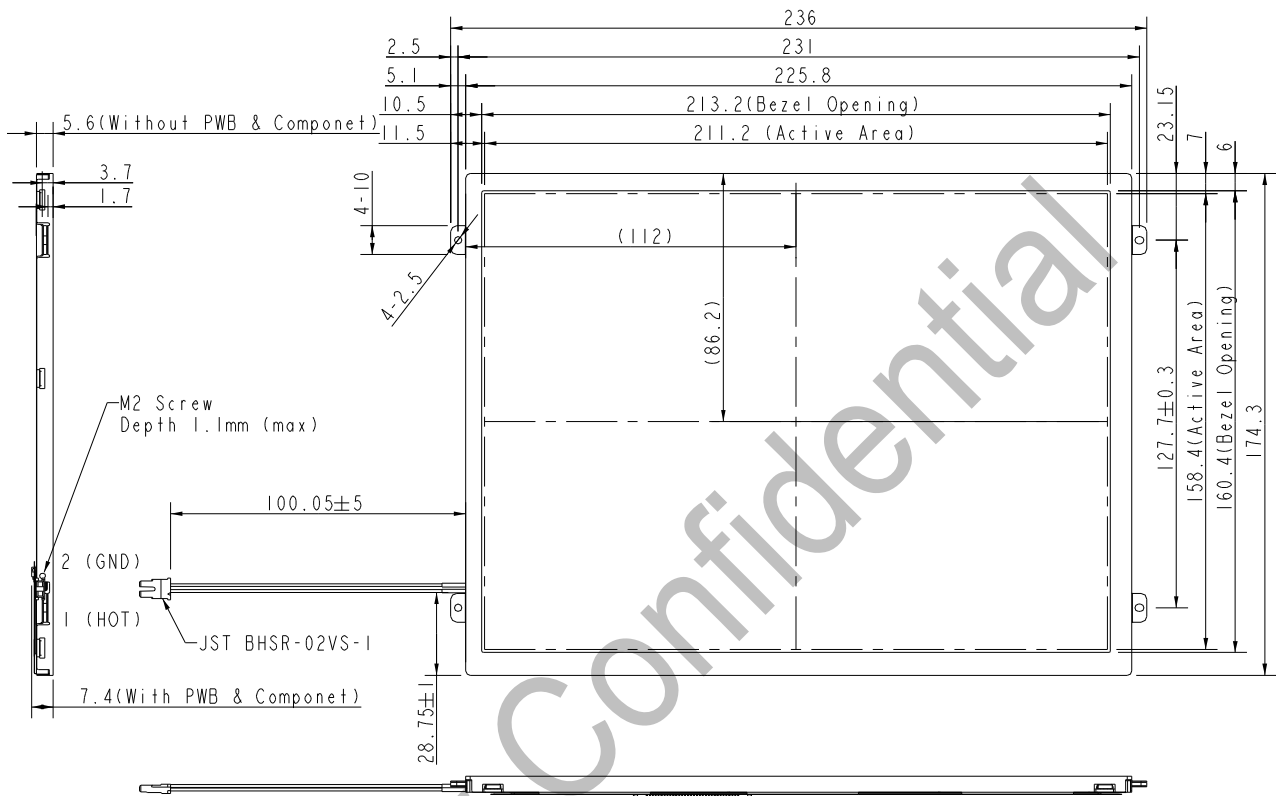 236
2.5
231
5.1
225.8
10.5
213.2(Bezel Opening)
5.6(Without PWB & Componet)
11.5
211.2 (Active Area)
23.15
7
6
3.7
1.7
4-10
(112)
4-2.5
(86.2)
M2 Screw
Depth 1.1mm (max)
127.7±0.3
158.4(Active Area)
160.4(Bezel Opening)
174.3
100.05±5
2 (GND)
1 (HOT)
JST BHSR-02VS-1
7.4(With PWB & Componet)
28.75±1
Confidential